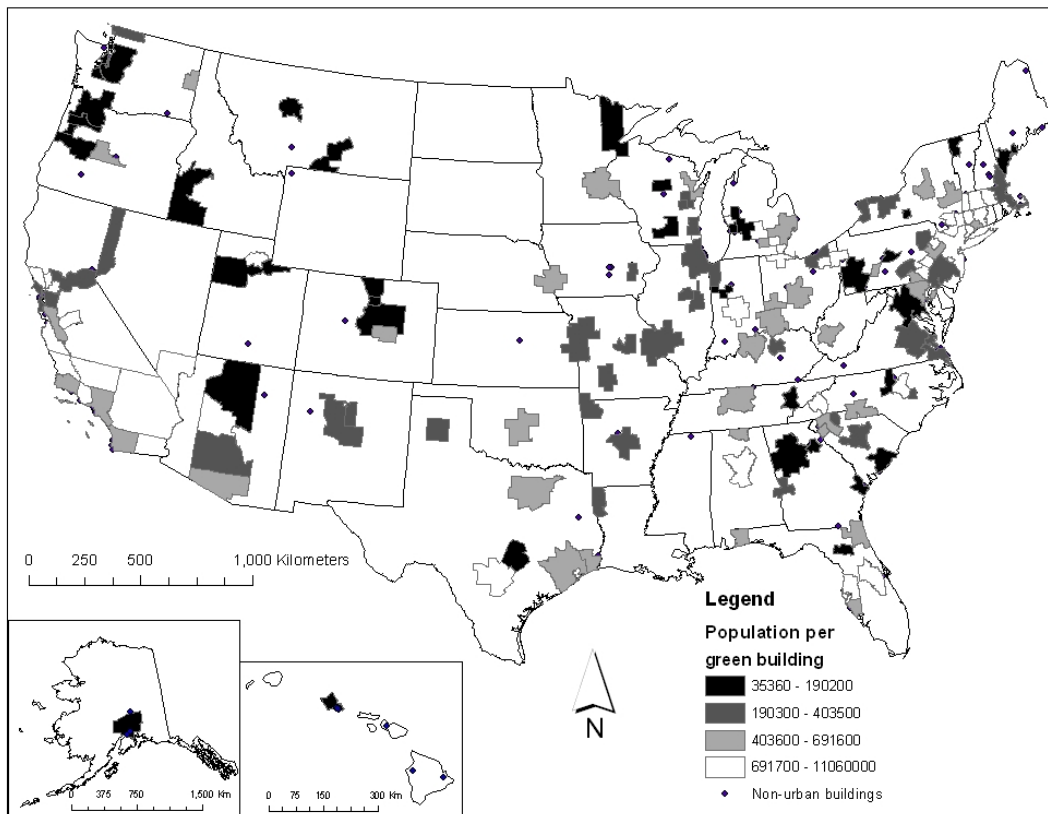 0 250 500 1,000 Kilometers
Legend
Population per
green building
35360 - 190200
190300 - 403500
403600 - 691600
691700 - 11060000
Non-urban buildings
N
0 375 750 1,500 Km
0 75 150 300 Km